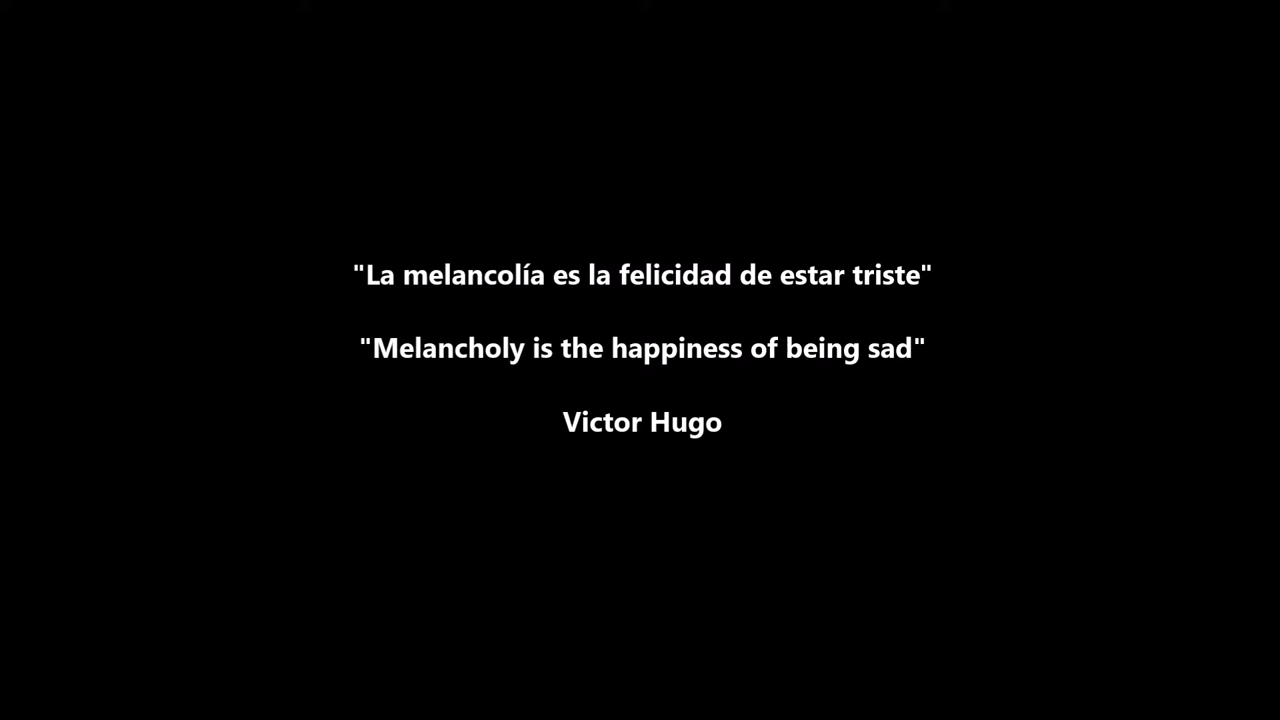 "La melancolía es la felicidad de estar triste"
"Melancholy is the happiness of being sad"
Victor Hugo